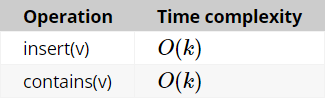 Operation Time complexity
insert(v) O(k)
contains(v) O(k)